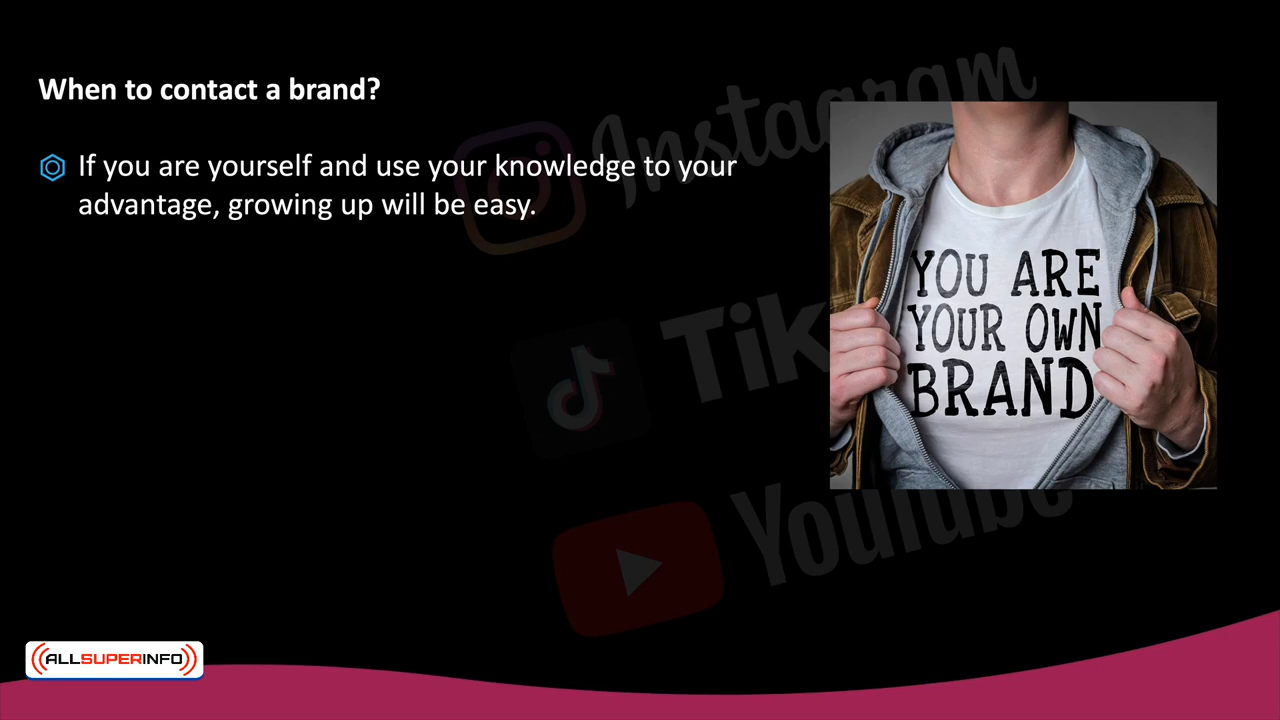 When to contact a brand?
If you are yourself and use your knowledge to your
advantage, growing up will be easy.
Instagram
YOU ARE
YOUR OWN
BRAND
TiK
YouTube
ALLSUPERINFO